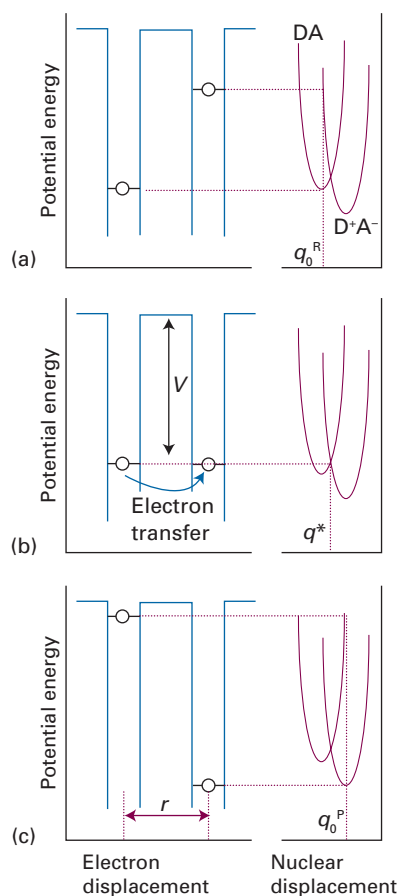 Potential energy
DA
D⁺A⁻
q₀ᴿ
(a)
Potential energy
V
Electron
transfer
q*
(b)
Potential energy
r
q₀ᴾ
(c)
Electron
displacement
Nuclear
displacement